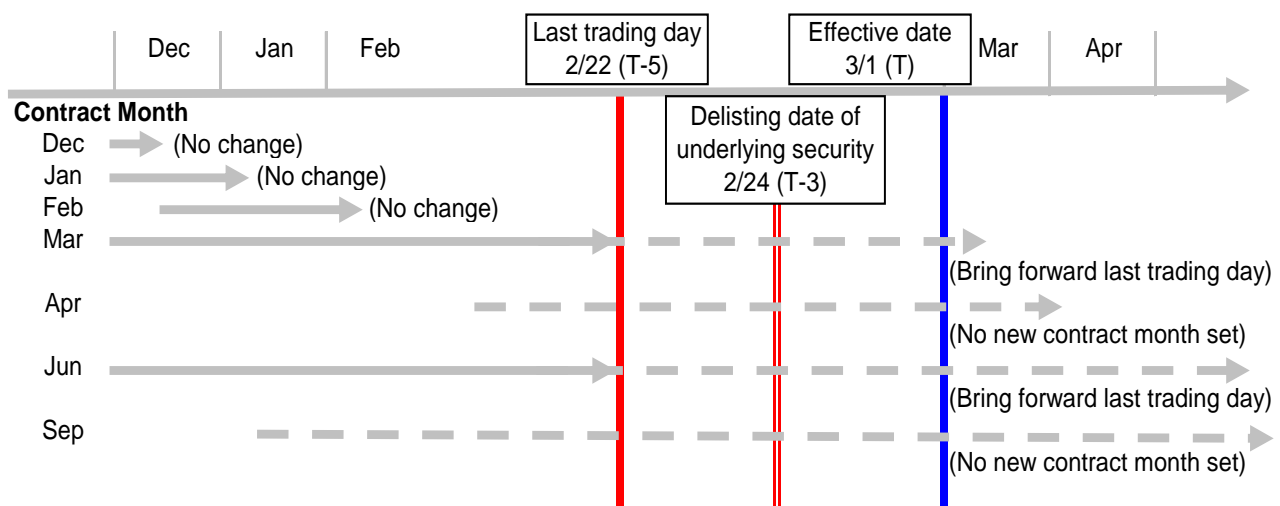 Dec
Jan
Feb
Last trading day
2/22 (T-5)
Effective date
3/1 (T)
Mar
Apr
Contract Month
Delisting date of
underlying security
2/24 (T-3)
Dec
(No change)
Jan
(No change)
Feb
(No change)
Mar
(Bring forward last trading day)
Apr
(No new contract month set)
Jun
(Bring forward last trading day)
Sep
(No new contract month set)